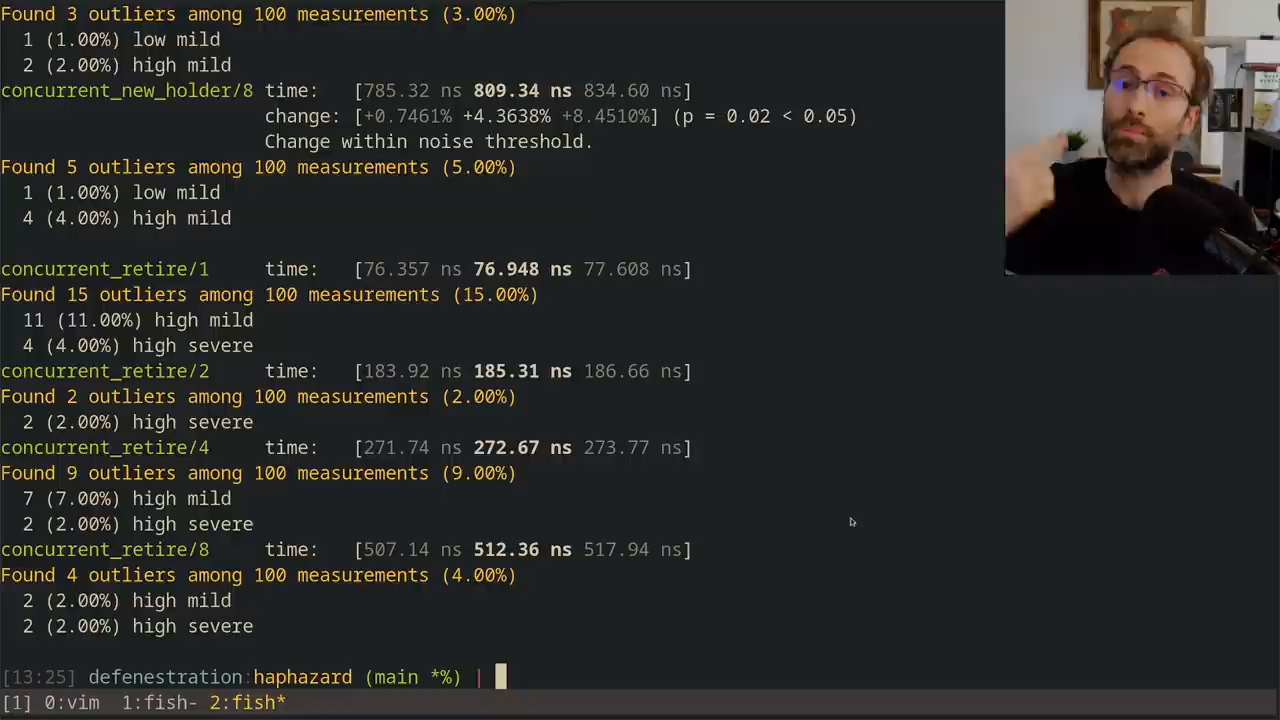 Found 3 outliers among 100 measurements (3.00%)
1 (1.00%) low mild
2 (2.00%) high mild
concurrent_new_holder/8 time: [785.32 ns 809.34 ns 834.60 ns]
change: [+0.7461% +4.3638% +8.4510%] (p = 0.02 < 0.05)
Change within noise threshold.
Found 5 outliers among 100 measurements (5.00%)
1 (1.00%) low mild
4 (4.00%) high mild
concurrent_retire/1 time: [76.357 ns 76.948 ns 77.608 ns]
Found 15 outliers among 100 measurements (15.00%)
11 (11.00%) high mild
4 (4.00%) high severe
concurrent_retire/2 time: [183.92 ns 185.31 ns 186.66 ns]
Found 2 outliers among 100 measurements (2.00%)
2 (2.00%) high severe
concurrent_retire/4 time: [271.74 ns 272.67 ns 273.77 ns]
Found 9 outliers among 100 measurements (9.00%)
7 (7.00%) high mild
2 (2.00%) high severe
concurrent_retire/8 time: [507.14 ns 512.36 ns 517.94 ns]
Found 4 outliers among 100 measurements (4.00%)
2 (2.00%) high mild
2 (2.00%) high severe
[13:25] defenestration:haphazard (main *%) |
[1] 0:vim 1:fish- 2:fish*